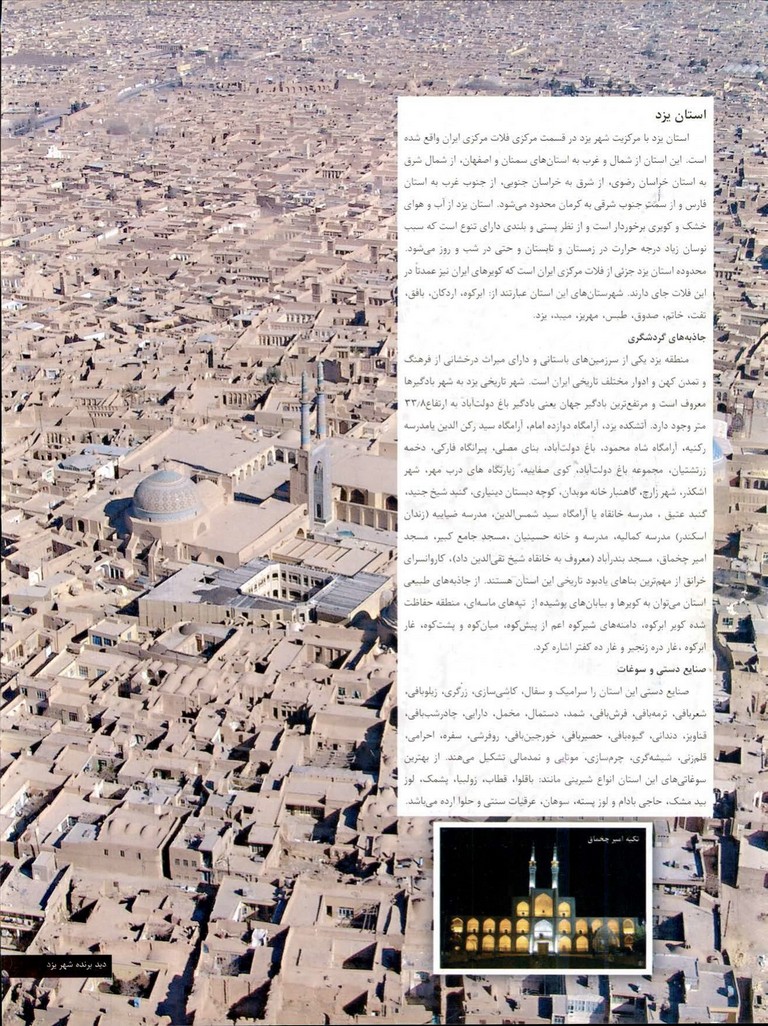 استان یزد
استان یزد با مرکزیت شهر یزد در قسمت مرکزی فلات مرکزی ایران واقع شده
است. این استان از شمال و غرب به استان‌های سمنان و اصفهان، از شمال شرق
به استان خراسان رضوی، از شرق به خراسان جنوبی، از جنوب غرب به استان
فارس و از سمت جنوب شرقی به کرمان محدود می‌شود. استان یزد از آب و هوای
خشک و کویری برخوردار است و از نظر پستی و بلندی دارای تنوع است که سبب
نوسان زیاد درجه حرارت در زمستان و تابستان و حتی در شب و روز می‌شود.
محدوده استان یزد جزئی از فلات مرکزی ایران است که کویرهای ایران نیز عمدتاً در
این فلات جای دارند. شهرستان‌های این استان عبارتند از: ابرکوه، اردکان، بافق،
تفت، خاتم، صدوق، طبس، مهریز، میبد، یزد.
جاذبه‌های گردشگری
منطقه یزد یکی از سرزمین‌های باستانی و دارای میراث درخشانی از فرهنگ
و تمدن کهن و ادوار مختلف تاریخی ایران است. شهر تاریخی یزد به شهر بادگیرها
معروف است و مرتفع‌ترین بادگیر جهان یعنی بادگیر باغ دولت‌آباد به ارتفاع۳۳٫۸
متر وجود دارد. آتشکده یزد، آرامگاه دوازده امام، آرامگاه سید رکن الدین یامدرسه
رکنیه، آرامگاه شاه محمود، باغ دولت‌آباد، بنای مصلی، پیرانگاه فارکی، دخمه
زرتشتیان، مجموعه باغ دولت‌آباد، کوی صفاییه، زیارتگاه های درب مهر، شهر
اشکذر، شهر زارچ، گاهنبار خانه موبدان، کوچه دبستان دینیاری، گنبد شیخ جنید،
گنبد عتیق ، مدرسه خانقاه یا آرامگاه سید شمس‌الدین، مدرسه ضیاییه (زندان
اسکندر) مدرسه کمالیه، مدرسه و خانه حسینیان ،مسجد جامع کبیر، مسجد
امیر چخماق، مسجد بندرآباد (معروف به خانقاه شیخ تقی‌الدین داد)، کاروانسرای
خرانق از مهم‌ترین بناهای یادبود تاریخی این استان هستند. از جاذبه‌های طبیعی
استان می‌توان به کویرها و بیابان‌های پوشیده از تپه‌های ماسه‌ای، منطقه حفاظت
شده کویر ابرکوه، دامنه‌های شیرکوه اعم از پیش‌کوه، میان‌کوه و پشت‌کوه، غار
ابرکوه ،غار دره زنجیر و غار ده کفتر اشاره کرد.
صنایع دستی و سوغات
صنایع دستی این استان را سرامیک و سفال، کاشی‌سازی، زرگری، زیلوبافی،
شعربافی، ترمه‌بافی، فرش‌بافی، شمد، دستمال، مخمل، دارایی، چادرشب‌بافی،
قناویز، دندانی، گیوه‌بافی، حصیربافی، خورجین‌بافی، روفرشی، سفره، احرامی،
قلم‌زنی، شیشه‌گری، چرم‌سازی، موتابی و نمدمالی تشکیل می‌هند. از بهترین
سوغاتی‌های این استان انواع شیرینی مانند: باقلوا، قطاب، زولبیا، پشمک، لوز
بید مشک، حاجی بادام و لوز پسته، سوهان، عرقیات سنتی و حلوا ارده می‌باشد.
تکیه امیر چخماق
دید پرنده شهر یزد